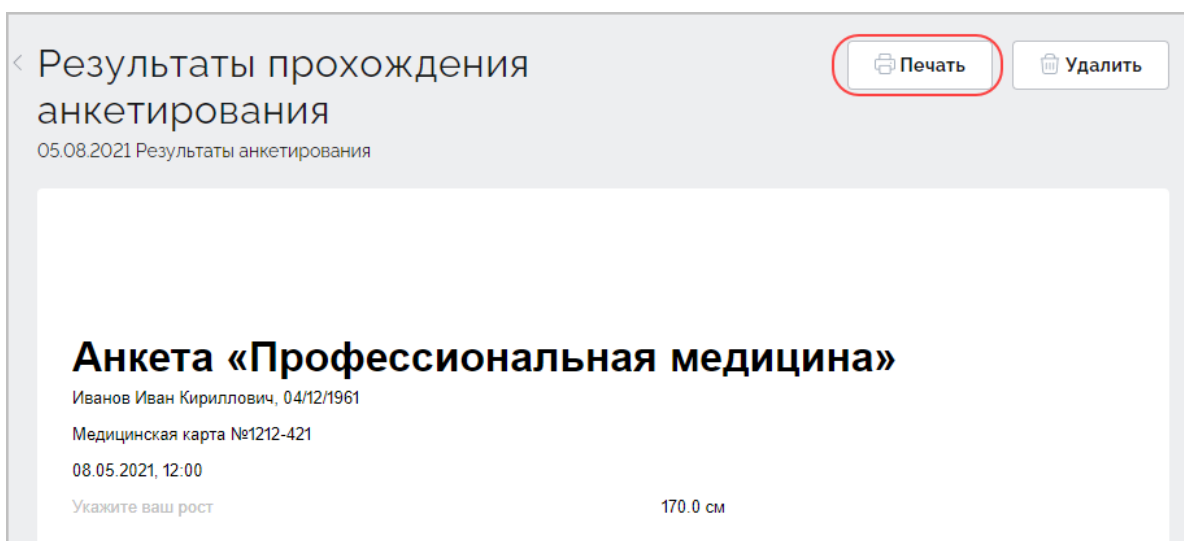 Результаты прохождения
анкетирования
Печать
Удалить
05.08.2021 Результаты анкетирования
Анкета «Профессиональная медицина»
Иванов Иван Кириллович, 04/12/1961
Медицинская карта №1212-421
08.05.2021, 12:00
Укажите ваш рост 170.0 см